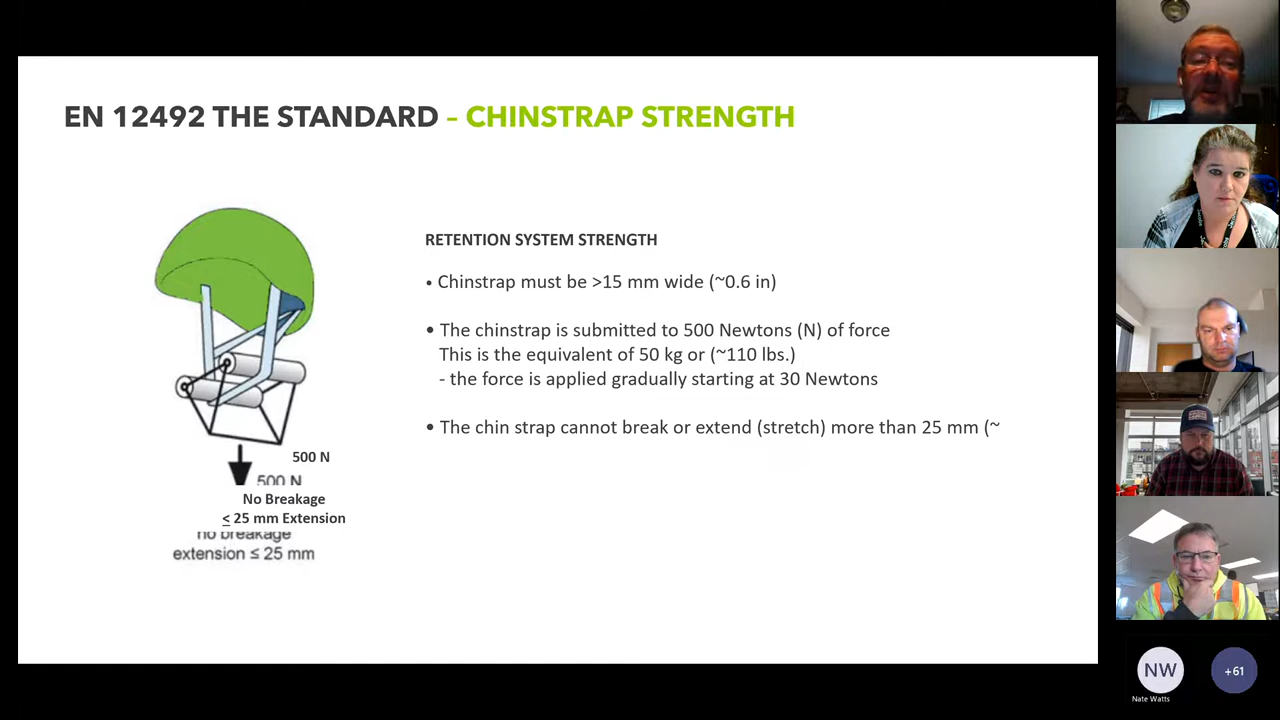 EN 12492 THE STANDARD – CHINSTRAP STRENGTH
RETENTION SYSTEM STRENGTH
• Chinstrap must be >15 mm wide (~0.6 in)
• The chinstrap is submitted to 500 Newtons (N) of force
This is the equivalent of 50 kg or (~110 lbs.)
- the force is applied gradually starting at 30 Newtons
• The chin strap cannot break or extend (stretch) more than 25 mm (~
500 N
500 N
No Breakage
≤ 25 mm Extension
no breakage
extension ≤ 25 mm
NW
Nate Watts
+61